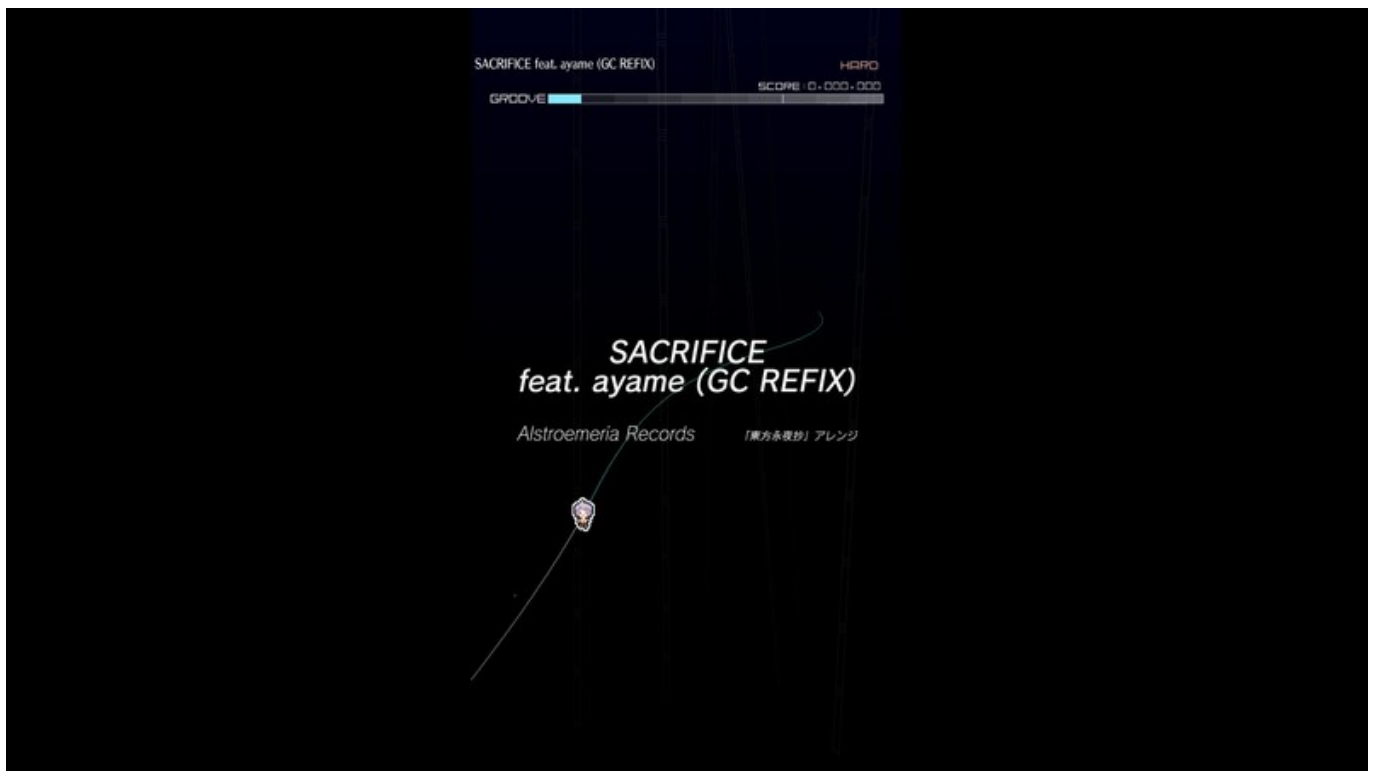 SACRIFICE feat. ayame (GC REFIX)
HARD
SCORE:0,000,000
GROOVE
SACRIFICE
feat. ayame (GC REFIX)
Alstroemeria Records
「東方永夜抄」アレンジ